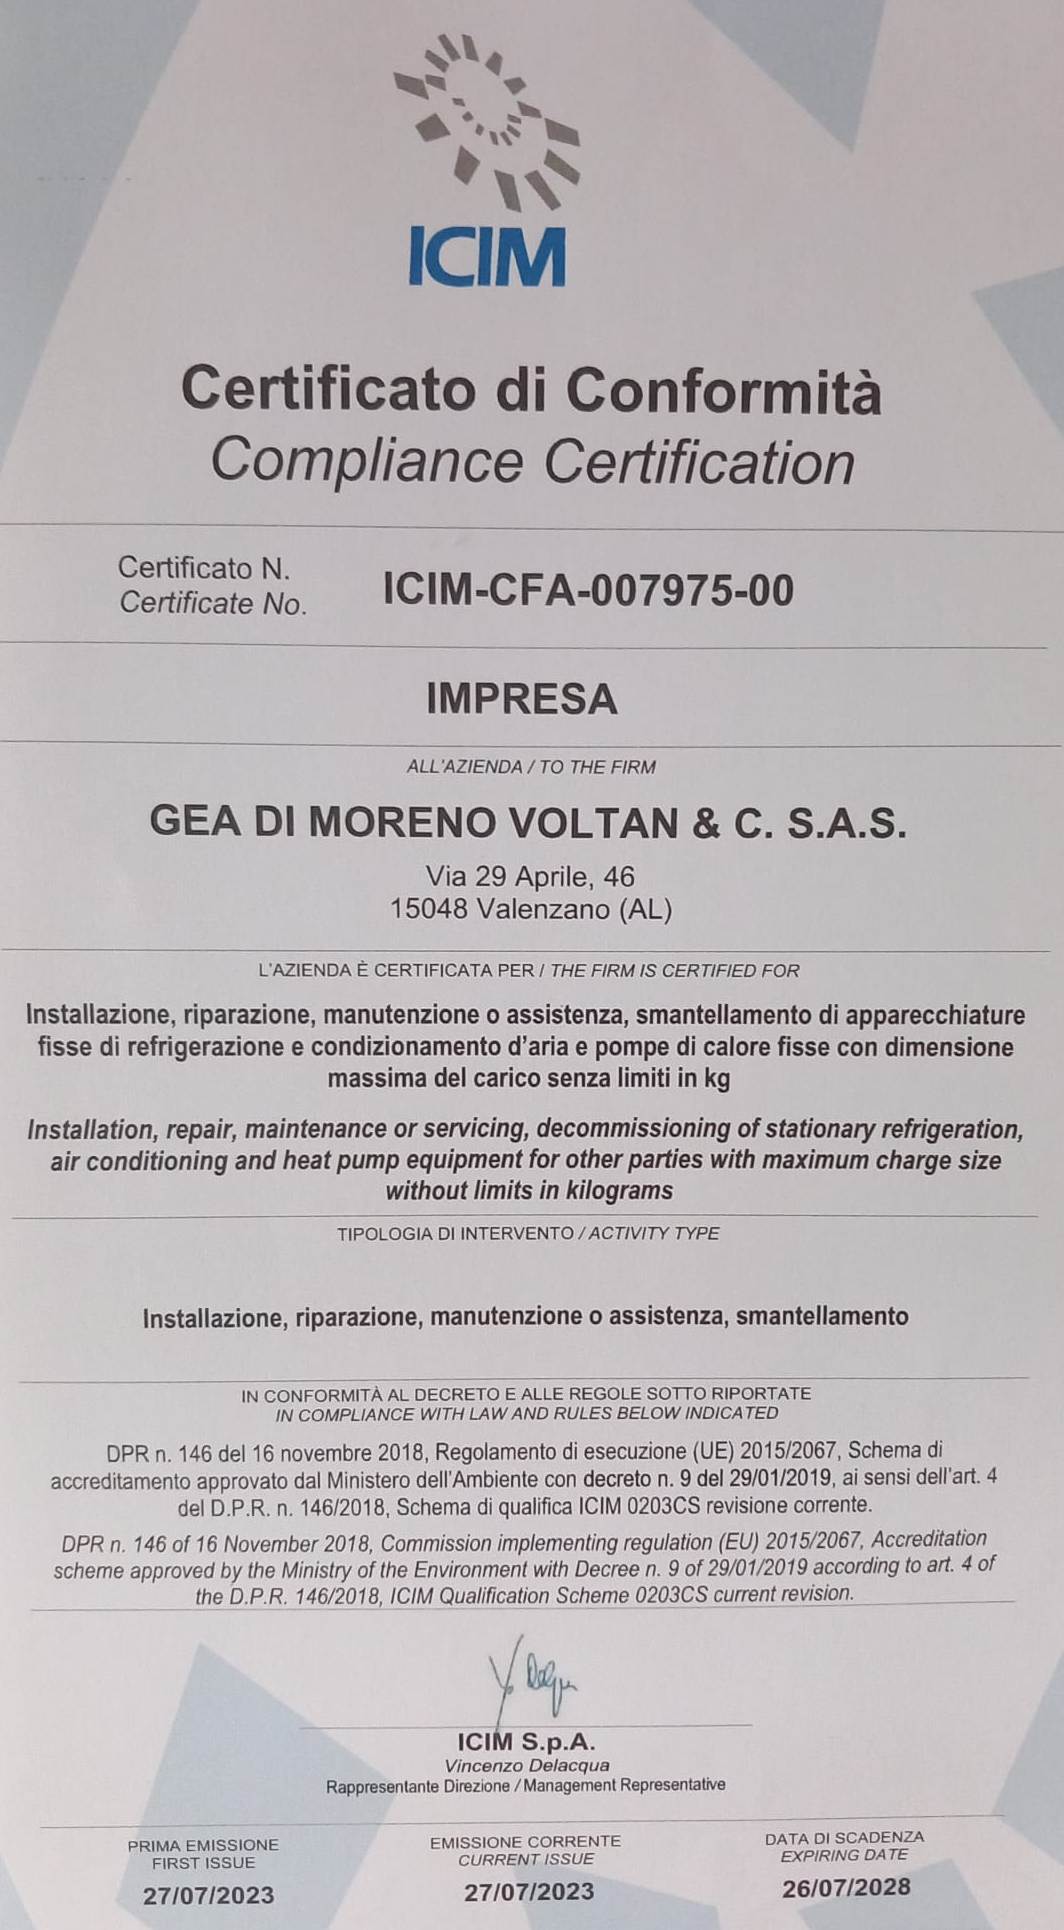 ICIM
Certificato di Conformità
Compliance Certification
Certificato N.
Certificate No.
ICIM-CFA-007975-00
IMPRESA
ALL'AZIENDA / TO THE FIRM
GEA DI MORENO VOLTAN & C. S.A.S.
Via 29 Aprile, 46
15048 Valenzano (AL)
L'AZIENDA È CERTIFICATA PER / THE FIRM IS CERTIFIED FOR
Installazione, riparazione, manutenzione o assistenza, smantellamento di apparecchiature
fisse di refrigerazione e condizionamento d'aria e pompe di calore fisse con dimensione
massima del carico senza limiti in kg
Installation, repair, maintenance or servicing, decommissioning of stationary refrigeration,
air conditioning and heat pump equipment for other parties with maximum charge size
without limits in kilograms
TIPOLOGIA DI INTERVENTO / ACTIVITY TYPE
Installazione, riparazione, manutenzione o assistenza, smantellamento
IN CONFORMITÀ AL DECRETO E ALLE REGOLE SOTTO RIPORTATE
IN COMPLIANCE WITH LAW AND RULES BELOW INDICATED
DPR n. 146 del 16 novembre 2018, Regolamento di esecuzione (UE) 2015/2067, Schema di
accreditamento approvato dal Ministero dell'Ambiente con decreto n. 9 del 29/01/2019, ai sensi dell'art. 4
del D.P.R. n. 146/2018, Schema di qualifica ICIM 0203CS revisione corrente.
DPR n. 146 of 16 November 2018, Commission implementing regulation (EU) 2015/2067, Accreditation
scheme approved by the Ministry of the Environment with Decree n. 9 of 29/01/2019 according to art. 4 of
the D.P.R. 146/2018, ICIM Qualification Scheme 0203CS current revision.
ICIM S.p.A.
Vincenzo Delacqua
Rappresentante Direzione / Management Representative
PRIMA EMISSIONE
FIRST ISSUE
27/07/2023
EMISSIONE CORRENTE
CURRENT ISSUE
27/07/2023
DATA DI SCADENZA
EXPIRING DATE
26/07/2028